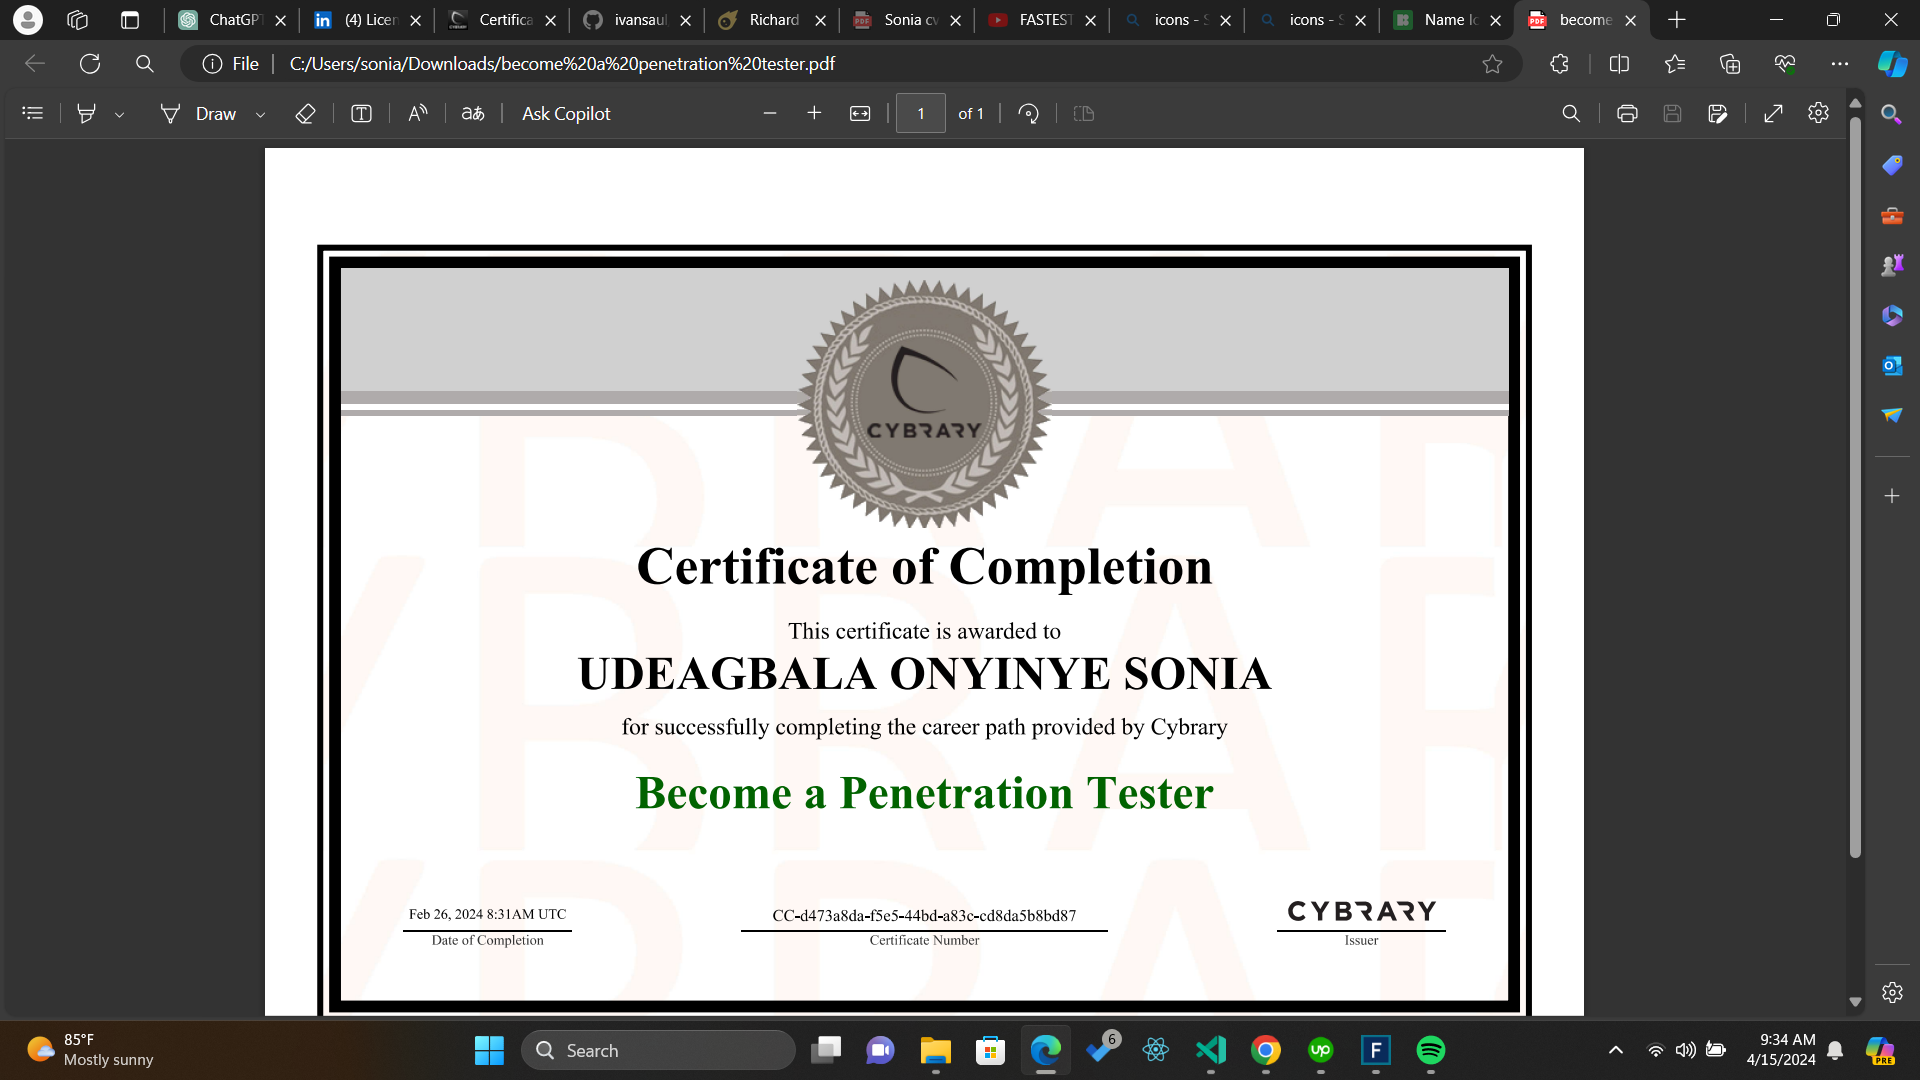 ChatGPT
(4) Licen
Certifica
ivansaul
Richard
Sonia cv
FASTEST
icons - S
icons - S
Name Ic
become
File
C:/Users/sonia/Downloads/become%20a%20penetration%20tester.pdf
Draw
aあ
Ask Copilot
1
of 1
CYBRARY
Certificate of Completion
This certificate is awarded to
UDEAGBALA ONYINYE SONIA
for successfully completing the career path provided by Cybrary
Become a Penetration Tester
Feb 26, 2024 8:31AM UTC
Date of Completion
CC-d473a8da-f5e5-44bd-a83c-cd8da5b8bd87
Certificate Number
CYBRARY
Issuer
85°F
Mostly sunny
Search
6
up
F
9:34 AM
4/15/2024
PRE